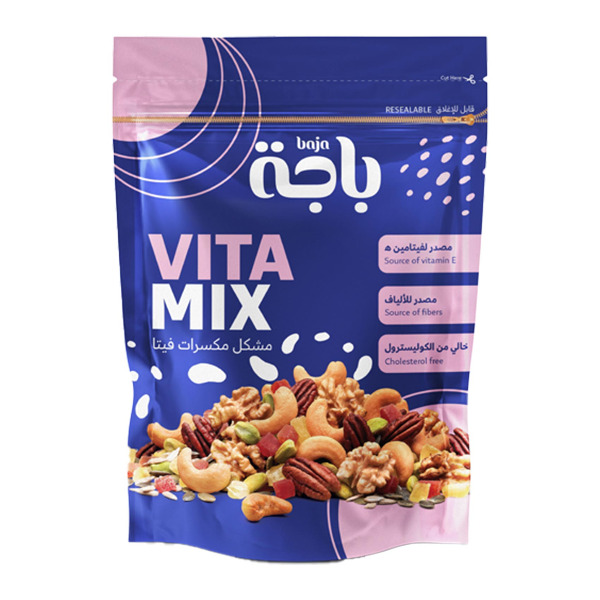 Cut Here
RESEALABLE قابل للإغلاق
baja
باجة
VITA
MIX
مشكل مكسرات فيتا
مصدر لفيتامين ه
Source of vitamin E
مصدر للألياف
Source of fibers
خالي من الكوليسترول
Cholesterol free